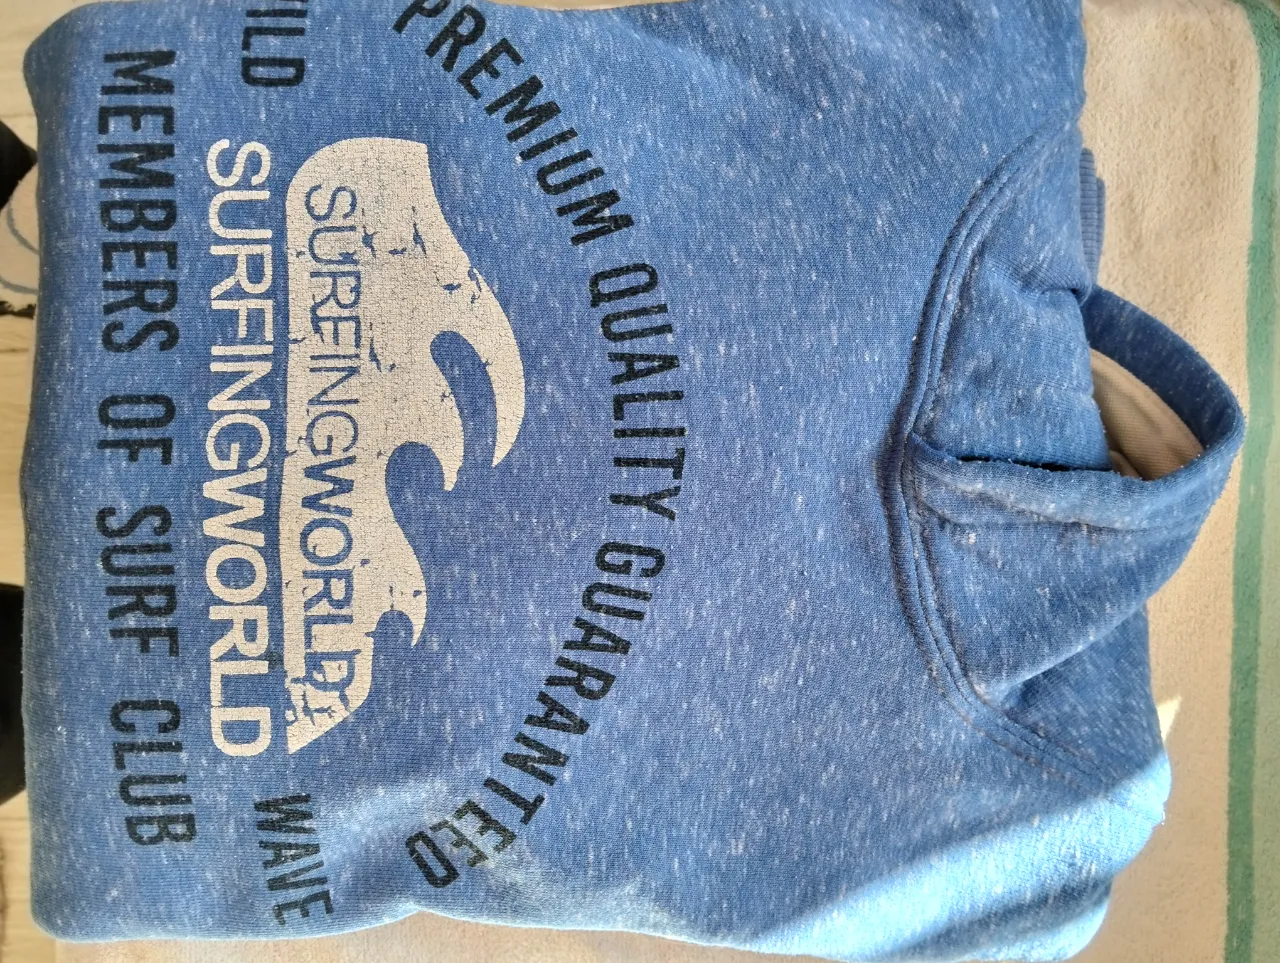 PREMIUM QUALITY GUARANTEED
SURFINGWORLD
WAVE
SURFINGWORLD
MEMBERS OF SURF CLUB